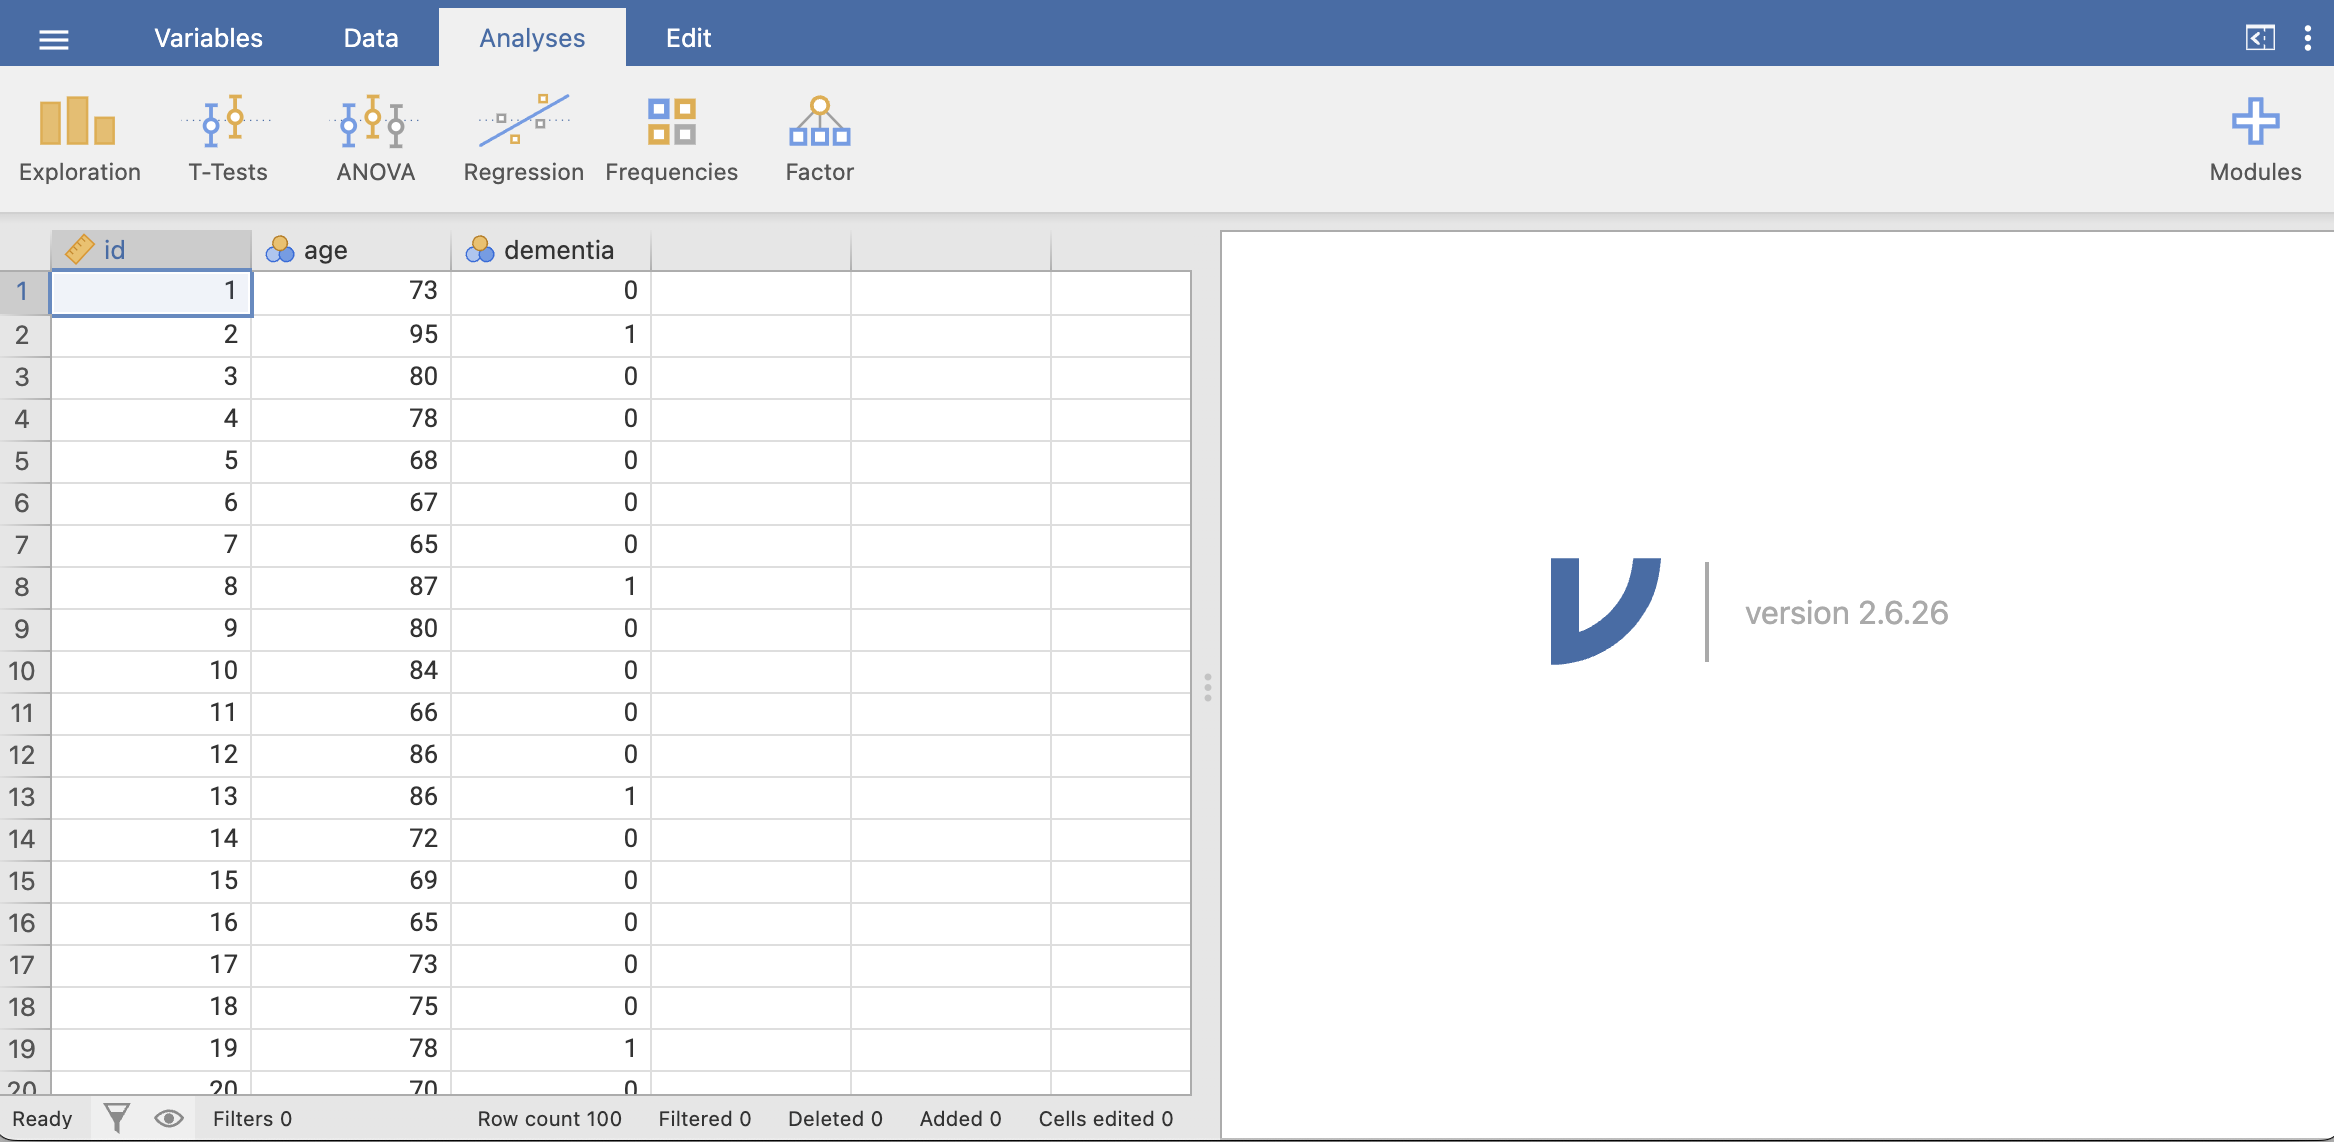 Variables Data Analyses Edit
Exploration T-Tests ANOVA Regression Frequencies Factor Modules
id age dementia
1 1 73 0
2 2 95 1
3 3 80 0
4 4 78 0
5 5 68 0
6 6 67 0
7 7 65 0
8 8 87 1
9 9 80 0
10 10 84 0
11 11 66 0
12 12 86 0
13 13 86 1
14 14 72 0
15 15 69 0
16 16 65 0
17 17 73 0
18 18 75 0
19 19 78 1
20 20 70 0
version 2.6.26
Ready Filters 0 Row count 100 Filtered 0 Deleted 0 Added 0 Cells edited 0